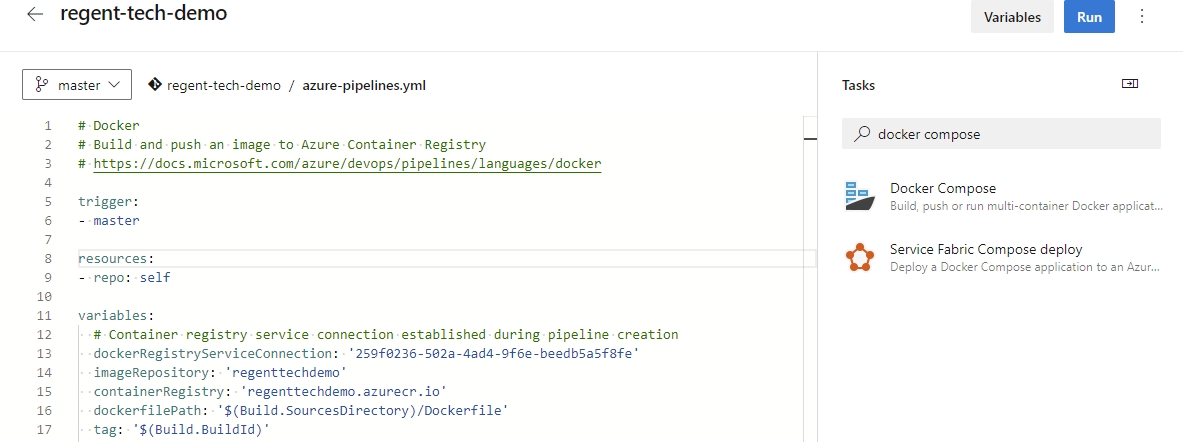 regent-tech-demo
Variables
Run
master
regent-tech-demo / azure-pipelines.yml
1 # Docker
2 # Build and push an image to Azure Container Registry
3 # https://docs.microsoft.com/azure/devops/pipelines/languages/docker
4
5 trigger:
6 - master
7
8 resources:
9 - repo: self
10
11 variables:
12   # Container registry service connection established during pipeline creation
13   dockerRegistryServiceConnection: '259f0236-502a-4ad4-9f6e-beedb5a5f8fe'
14   imageRepository: 'regenttechdemo'
15   containerRegistry: 'regenttechdemo.azurecr.io'
16   dockerfilePath: '$(Build.SourcesDirectory)/Dockerfile'
17   tag: '$(Build.BuildId)'
Tasks
docker compose
Docker Compose
Build, push or run multi-container Docker applicat...
Service Fabric Compose deploy
Deploy a Docker Compose application to an Azur...